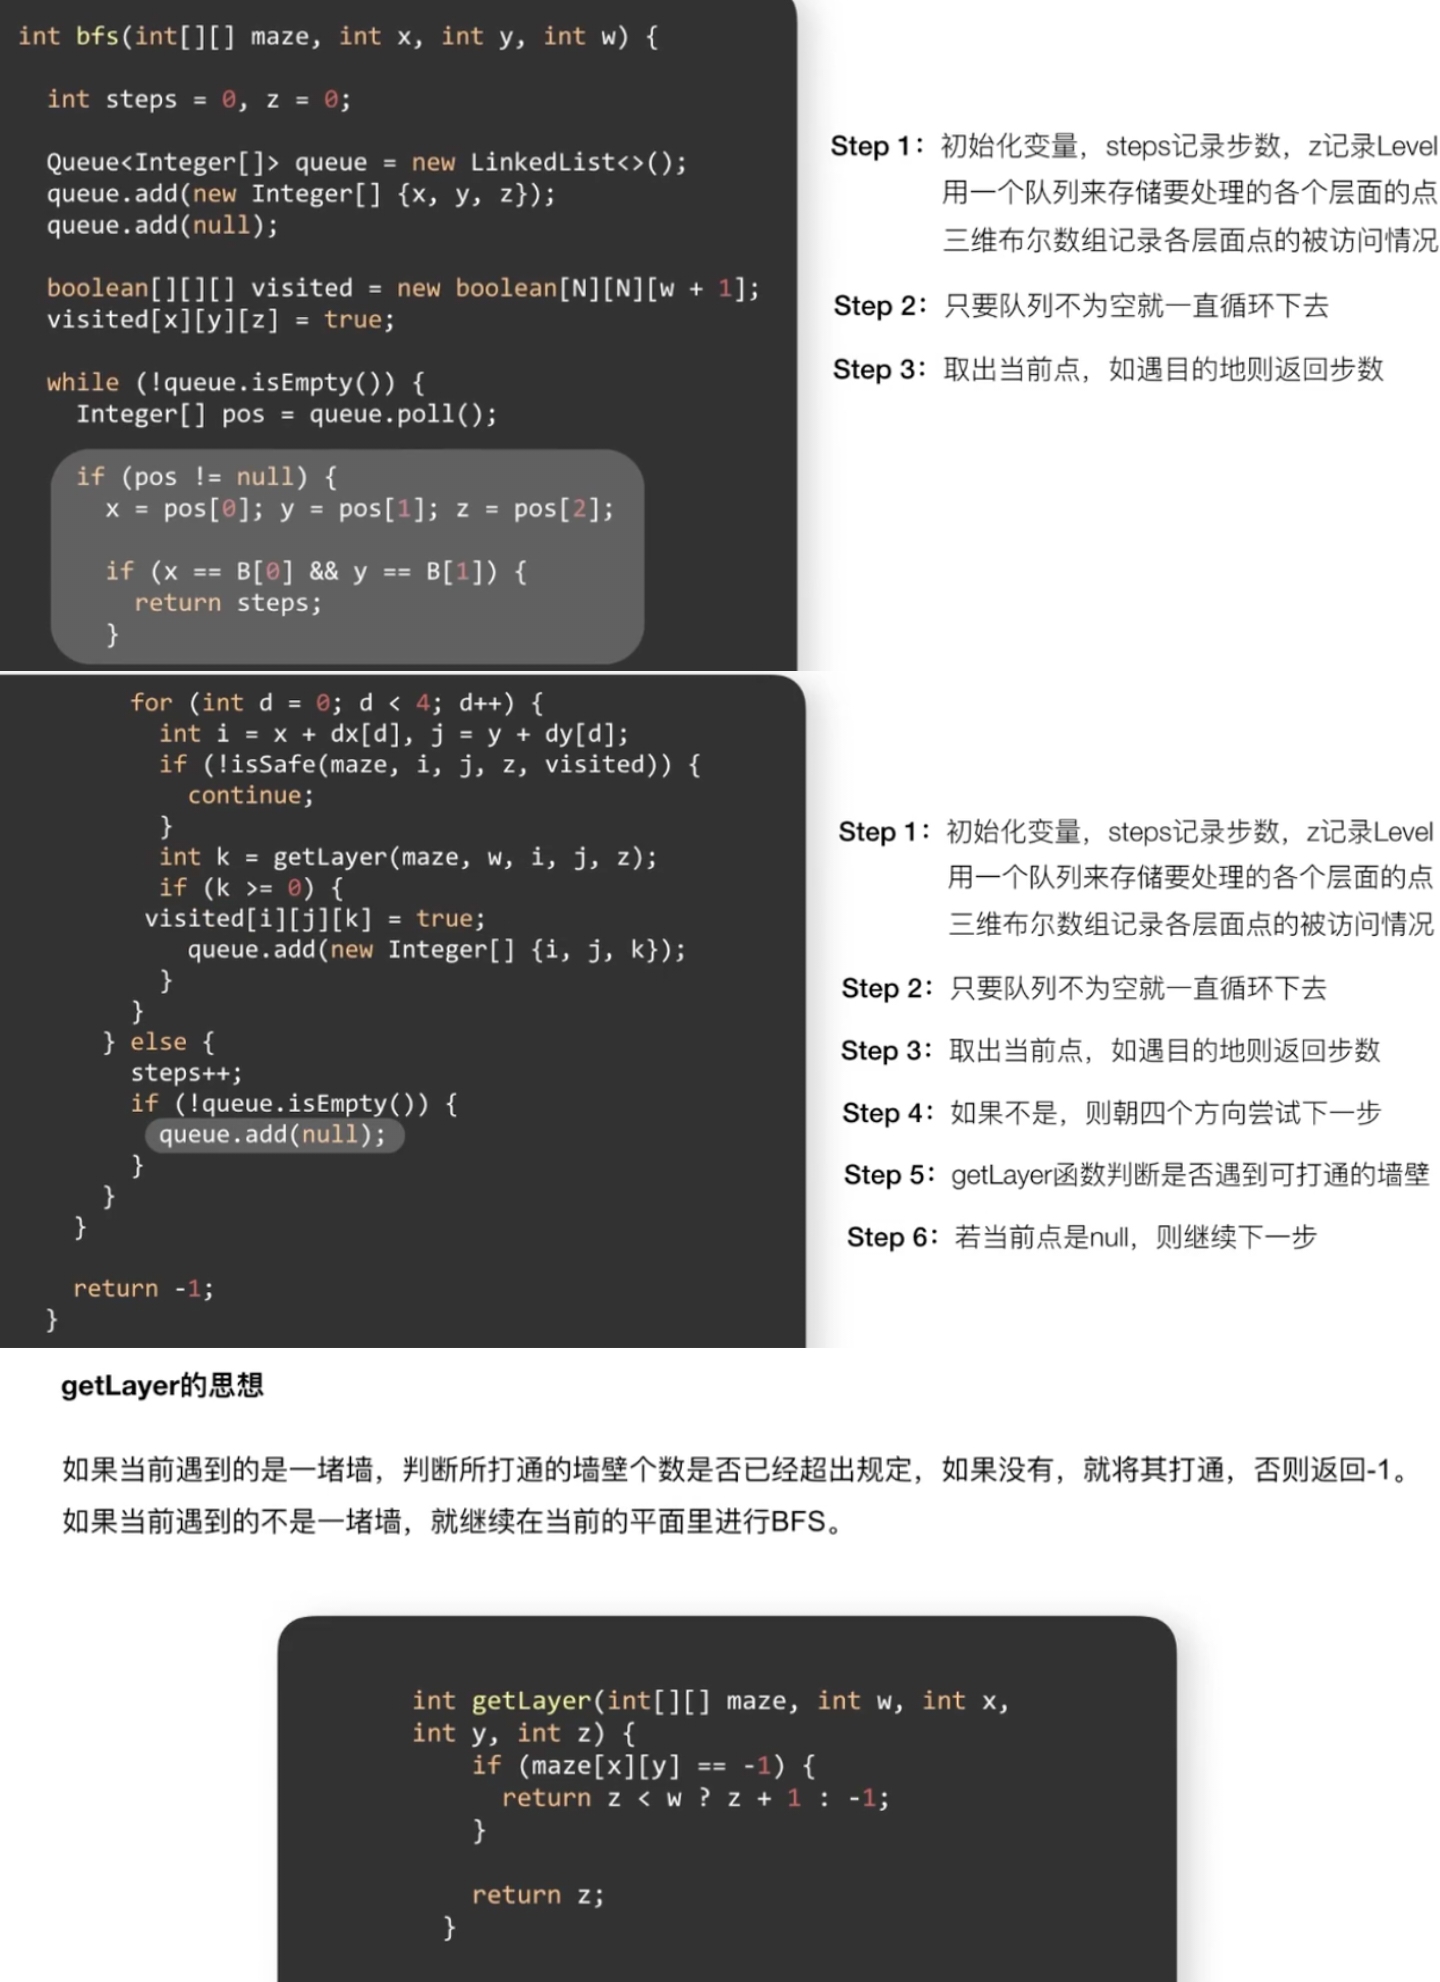 int bfs(int[][] maze, int x, int y, int w) {
int steps = 0, z = 0;
Queue<Integer[]> queue = new LinkedList<>();
queue.add(new Integer[] {x, y, z});
queue.add(null);
boolean[][][] visited = new boolean[N][N][w + 1];
visited[x][y][z] = true;
while (!queue.isEmpty()) {
Integer[] pos = queue.poll();
if (pos != null) {
x = pos[0]; y = pos[1]; z = pos[2];
if (x == B[0] && y == B[1]) {
return steps;
}
Step 1：初始化变量，steps记录步数，z记录Level
用一个队列来存储要处理的各个层面的点
三维布尔数组记录各层面点的被访问情况
Step 2：只要队列不为空就一直循环下去
Step 3：取出当前点，如遇目的地则返回步数
for (int d = 0; d < 4; d++) {
int i = x + dx[d], j = y + dy[d];
if (!isSafe(maze, i, j, z, visited)) {
continue;
}
int k = getLayer(maze, w, i, j, z);
if (k >= 0) {
visited[i][j][k] = true;
queue.add(new Integer[] {i, j, k});
}
}
} else {
steps++;
if (!queue.isEmpty()) {
queue.add(null);
}
}
}
return -1;
}
Step 1：初始化变量，steps记录步数，z记录Level
用一个队列来存储要处理的各个层面的点
三维布尔数组记录各层面点的被访问情况
Step 2：只要队列不为空就一直循环下去
Step 3：取出当前点，如遇目的地则返回步数
Step 4：如果不是，则朝四个方向尝试下一步
Step 5：getLayer函数判断是否遇到可打通的墙壁
Step 6：若当前点是null，则继续下一步
getLayer的思想
如果当前遇到的是一堵墙，判断所打通的墙壁个数是否已经超出规定，如果没有，就将其打通，否则返回-1。
如果当前遇到的不是一堵墙，就继续在当前的平面里进行BFS。
int getLayer(int[][] maze, int w, int x,
int y, int z) {
if (maze[x][y] == -1) {
return z < w ? z + 1 : -1;
}
return z;
}